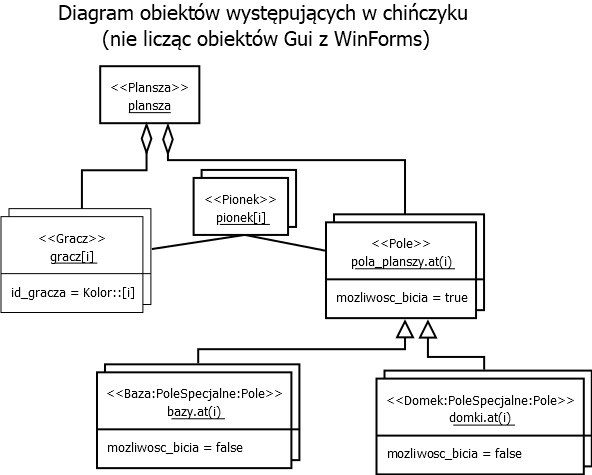 Diagram obiektów występujących w chińczyku
(nie licząc obiektów Gui z WinForms)
<<Plansza>>
plansza
<<Pionek>>
pionek[i]
<<Gracz>>
gracz[i]
id_gracza = Kolor::[i]
<<Pole>>
pola_planszy.at(i)
mozliwosc_bicia = true
<<Baza:PoleSpecjalne:Pole>>
bazy.at(i)
mozliwosc_bicia = false
<<Domek:PoleSpecjalne:Pole>>
domki.at(i)
mozliwosc_bicia = false